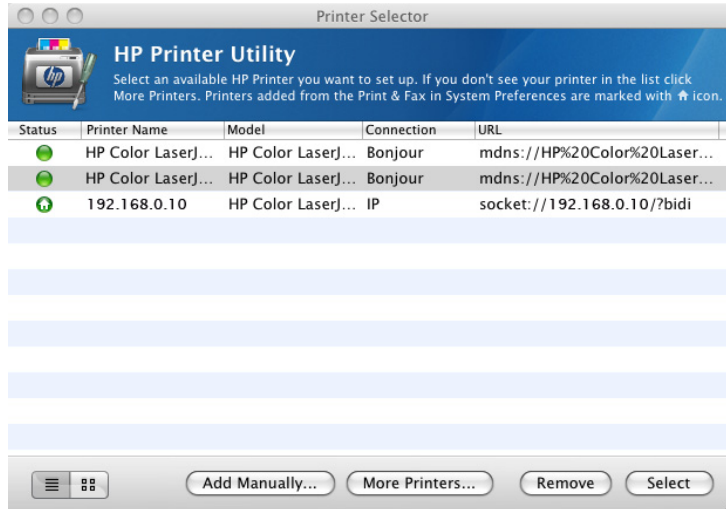 Printer Selector
hp
HP Printer Utility
Select an available HP Printer you want to set up. If you don't see your printer in the list click
More Printers. Printers added from the Print & Fax in System Preferences are marked with icon.
Status Printer Name Model Connection URL
HP Color LaserJ... HP Color LaserJ... Bonjour mdns://HP%20Color%20Laser...
HP Color LaserJ... HP Color LaserJ... Bonjour mdns://HP%20Color%20Laser...
192.168.0.10 HP Color LaserJ... IP socket://192.168.0.10/?bidi
Add Manually... More Printers... Remove Select